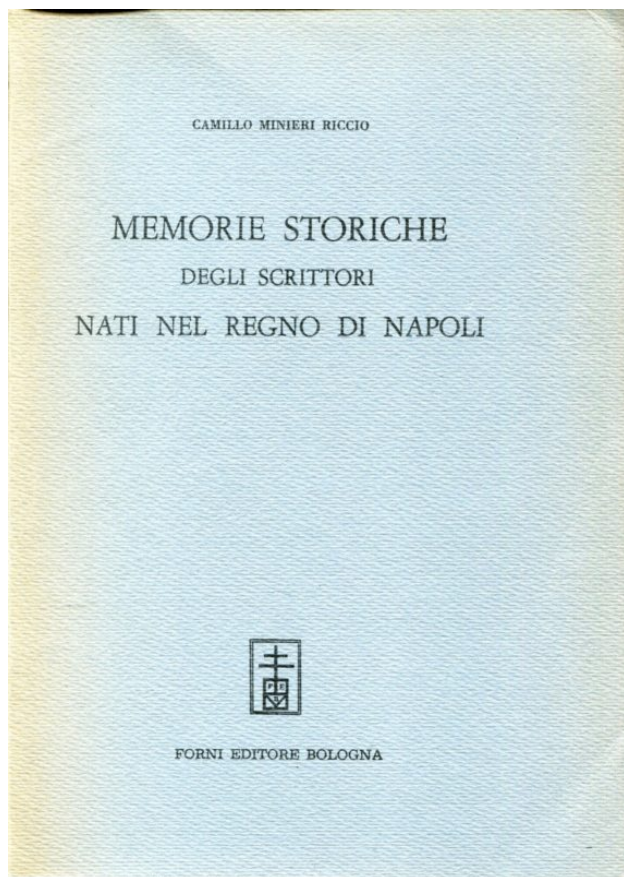 CAMILLO MINIERI RICCIO
MEMORIE STORICHE
DEGLI SCRITTORI
NATI NEL REGNO DI NAPOLI
FORNI EDITORE BOLOGNA